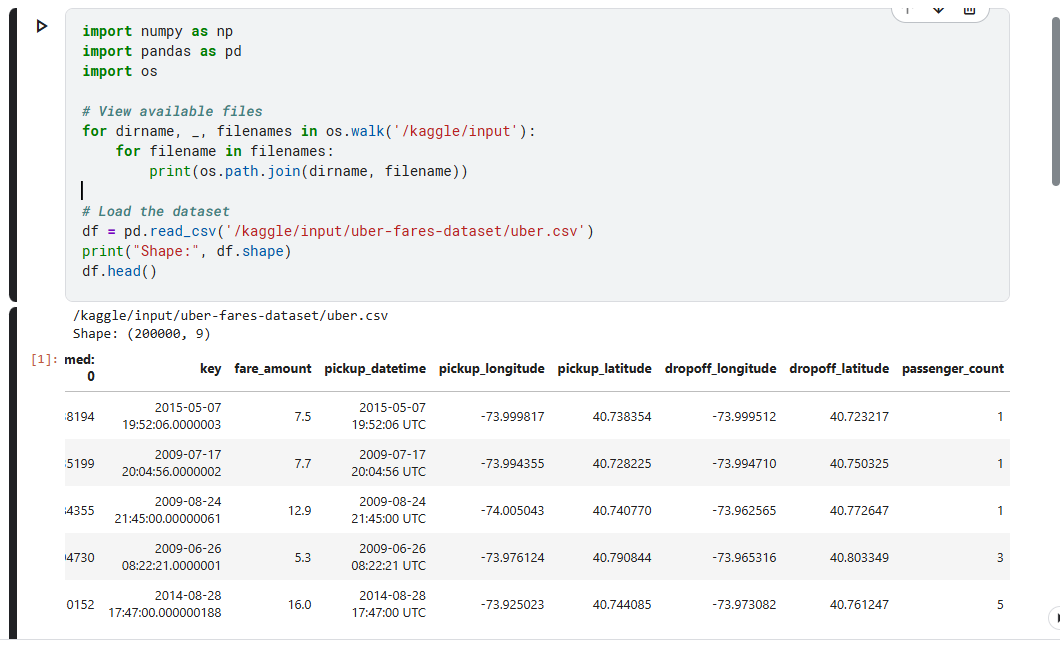 import numpy as np
import pandas as pd
import os
# View available files
for dirname, _, filenames in os.walk('/kaggle/input'):
    for filename in filenames:
        print(os.path.join(dirname, filename))
# Load the dataset
df = pd.read_csv('/kaggle/input/uber-fares-dataset/uber.csv')
print("Shape:", df.shape)
df.head()
/kaggle/input/uber-fares-dataset/uber.csv
Shape: (200000, 9)
[1]: med: 0 key fare_amount pickup_datetime pickup_longitude pickup_latitude dropoff_longitude dropoff_latitude passenger_count
8194 2015-05-07 19:52:06.0000003 7.5 2015-05-07 19:52:06 UTC -73.999817 40.738354 -73.999512 40.723217 1
5199 2009-07-17 20:04:56.0000002 7.7 2009-07-17 20:04:56 UTC -73.994355 40.728225 -73.994710 40.750325 1
4355 2009-08-24 21:45:00.00000061 12.9 2009-08-24 21:45:00 UTC -74.005043 40.740770 -73.962565 40.772647 1
4730 2009-06-26 08:22:21.0000001 5.3 2009-06-26 08:22:21 UTC -73.976124 40.790844 -73.965316 40.803349 3
0152 2014-08-28 17:47:00.000000188 16.0 2014-08-28 17:47:00 UTC -73.925023 40.744085 -73.973082 40.761247 5